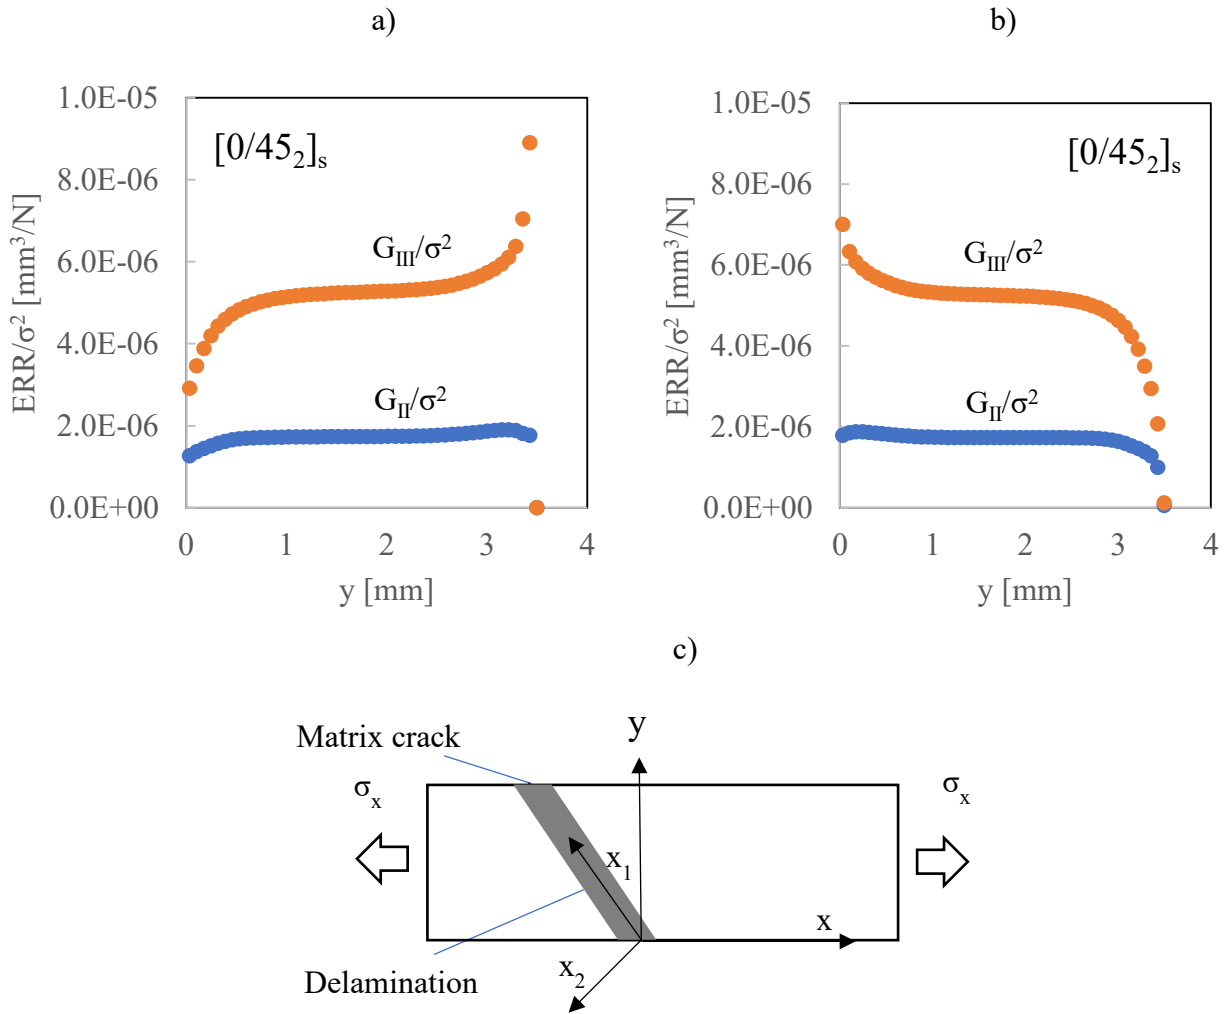 a)
b)
1.0E-05
8.0E-06
6.0E-06
4.0E-06
2.0E-06
0.0E+00
ERR/σ² [mm³/N]
[0/45₂]ₛ
G_III/σ²
G_II/σ²
0 1 2 3 4
y [mm]
1.0E-05
8.0E-06
6.0E-06
4.0E-06
2.0E-06
0.0E+00
ERR/σ² [mm³/N]
[0/45₂]ₛ
G_III/σ²
G_II/σ²
0 1 2 3 4
y [mm]
c)
Matrix crack
y
σₓ
σₓ
x₁
x
x₂
Delamination